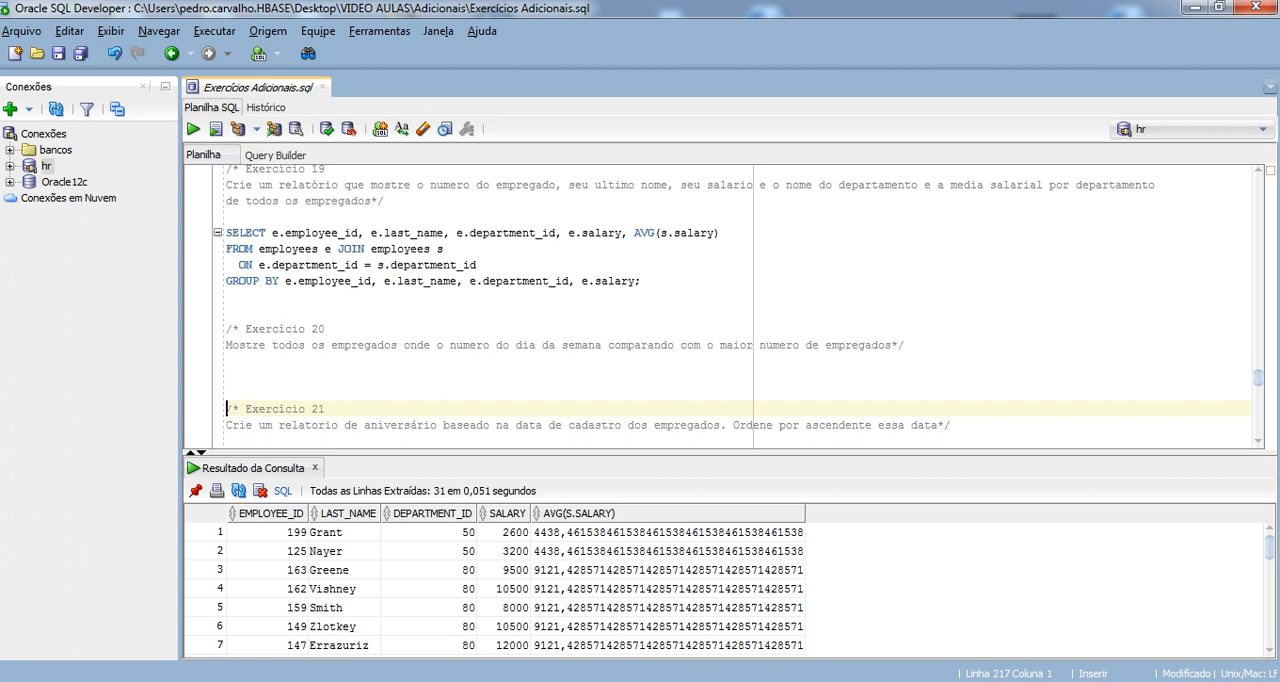 Oracle SQL Developer : C:\Users\pedro.carvalho.HBASE\Desktop\VIDEO AULAS\Adicionais\Exercíos Adicionais.sql
Arquivo Editar Exibir Navegar Executar Origem Equipe Ferramentas Janela Ajuda
Conexões
Exercícios Adicionais.sql
Planilha SQL Histórico
Conexões
bancos
hr
Oracle12c
Conexões em Nuvem
hr
Planilha Query Builder
/* Exercício 19
Crie um relatório que mostre o numero do empregado, seu ultimo nome, seu salario e o nome do departamento e a media salarial por departamento
de todos os empregados*/
SELECT e.employee_id, e.last_name, e.department_id, e.salary, AVG(s.salary)
FROM employees e JOIN employees s
ON e.department_id = s.department_id
GROUP BY e.employee_id, e.last_name, e.department_id, e.salary;
/* Exercício 20
Mostre todos os empregados onde o numero do dia da semana comparando com o maior numero de empregados*/
/* Exercício 21
Crie um relatorio de aniversário baseado na data de cadastro dos empregados. Ordene por ascendente essa data*/
Resultado da Consulta x
SQL | Todas as Linhas Extraídas: 31 em 0,051 segundos
EMPLOYEE_ID LAST_NAME DEPARTMENT_ID SALARY AVG(S.SALARY)
1 199 Grant 50 2600 4438,461538461538461538461538461538461538
2 125 Nayer 50 3200 4438,461538461538461538461538461538461538
3 163 Greene 80 9500 9121,428571428571428571428571428571428571
4 162 Vishney 80 10500 9121,428571428571428571428571428571428571
5 159 Smith 80 8000 9121,428571428571428571428571428571428571
6 149 Zlotkey 80 10500 9121,428571428571428571428571428571428571
7 147 Errazuriz 80 12000 9121,428571428571428571428571428571428571
Linha 217 Coluna 1 | Inserir | Modificado | Unix/Mac: LF